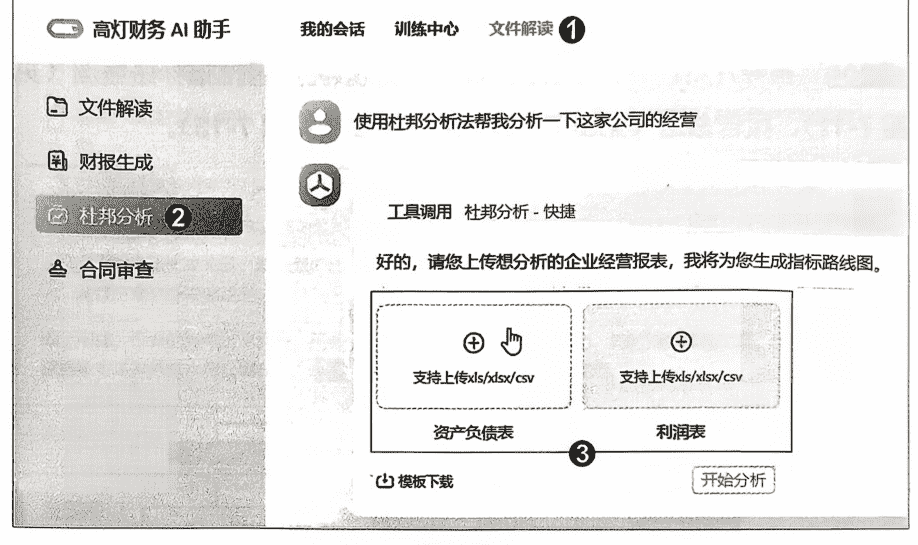 高灯财务 AI 助手
我的会话 训练中心 文件解读 1
文件解读
财报生成
杜邦分析 2
合同审查
使用杜邦分析法帮我分析一下这家公司的经营
工具调用 杜邦分析 - 快捷
好的，请您上传想分析的企业经营报表，我将为您生成指标路线图。
支持上传xls/xlsx/csv
支持上传xls/xlsx/csv
资产负债表
利润表
3
模板下载
开始分析